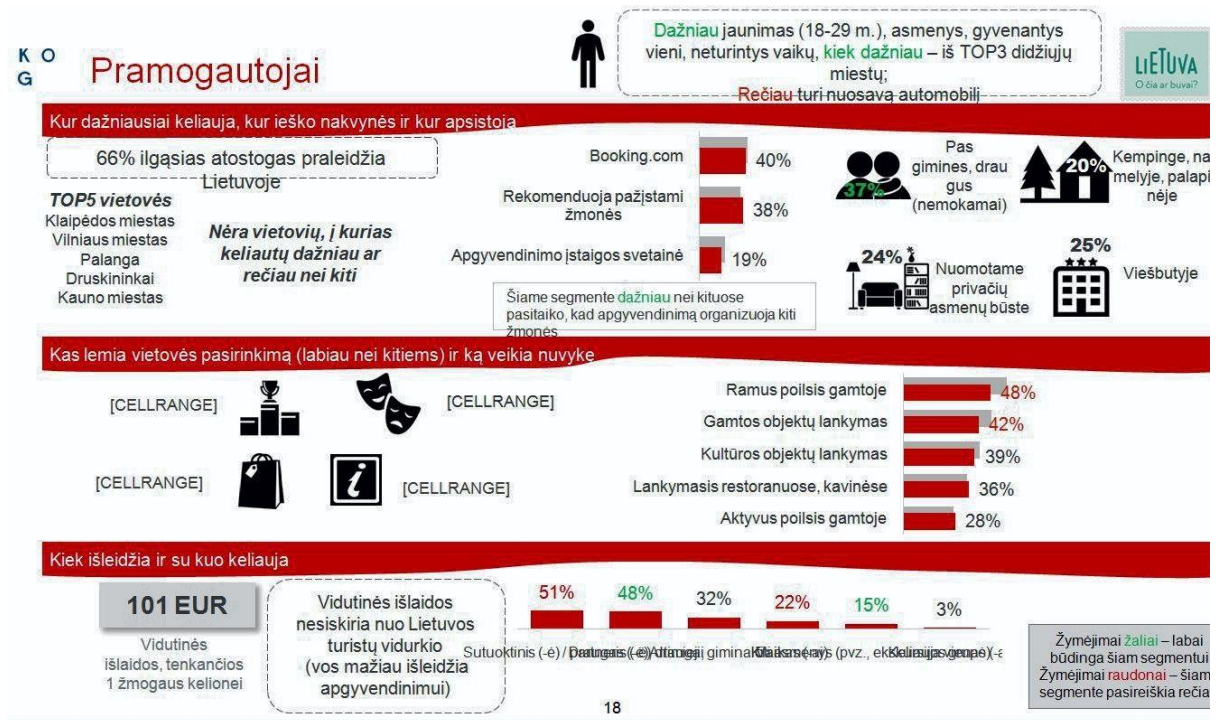 K O
G
Pramogautojai
Dažniau jaunimas (18-29 m.), asmenys, gyvenantys
vieni, neturintys vaikų, kiek dažniau – iš TOP3 didžiųjų
miestų;
Rečiau turi nuosavą automobilį
LIETUVA
O čia ar buvai?
Kur dažniausiai keliauja, kur ieško nakvynės ir kur apsistoja
66% ilgąsias atostogas praleidžia
Lietuvoje
TOP5 vietovės
Klaipėdos miestas
Vilniaus miestas
Palanga
Druskininkai
Kauno miestas
Nėra vietovių, į kurias
keliautų dažniau ar
rečiau nei kiti
Booking.com 40%
Rekomenduoja pažįstami
žmonės 38%
Apgyvendinimo įstaigos svetainė 19%
Šiame segmente dažniau nei kituose
pasitaiko, kad apgyvendinimą organizuoja kiti
žmonės
37%
Pas
gimines, drau
gus
(nemokamai)
20%
Kempinge, na
melyje, palapi
nėje
24%
Nuomotame
privačių
asmenų būste
25%
Viešbutyje
Kas lemia vietovės pasirinkimą (labiau nei kitiems) ir ką veikia nuvykę
[CELLRANGE]
[CELLRANGE]
[CELLRANGE]
[CELLRANGE]
Ramus poilsis gamtoje 48%
Gamtos objektų lankymas 42%
Kultūros objektų lankymas 39%
Lankymasis restoranuose, kavinėse 36%
Aktyvus poilsis gamtoje 28%
Kiek išleidžia ir su kuo keliauja
101 EUR
Vidutinės
išlaidos, tenkančios
1 žmogaus kelionei
Vidutinės išlaidos
nesiskiria nuo Lietuvos
turistų vidurkio
(vos mažiau išleidžia
apgyvendinimui)
51% 48% 32% 22% 15% 3%
Sutuoktinis (-ė) /
Žymėjimai žaliai – labai
būdinga šiam segmentui
Žymėjimai raudonai – šiam
segmente pasireiškia rečia
18